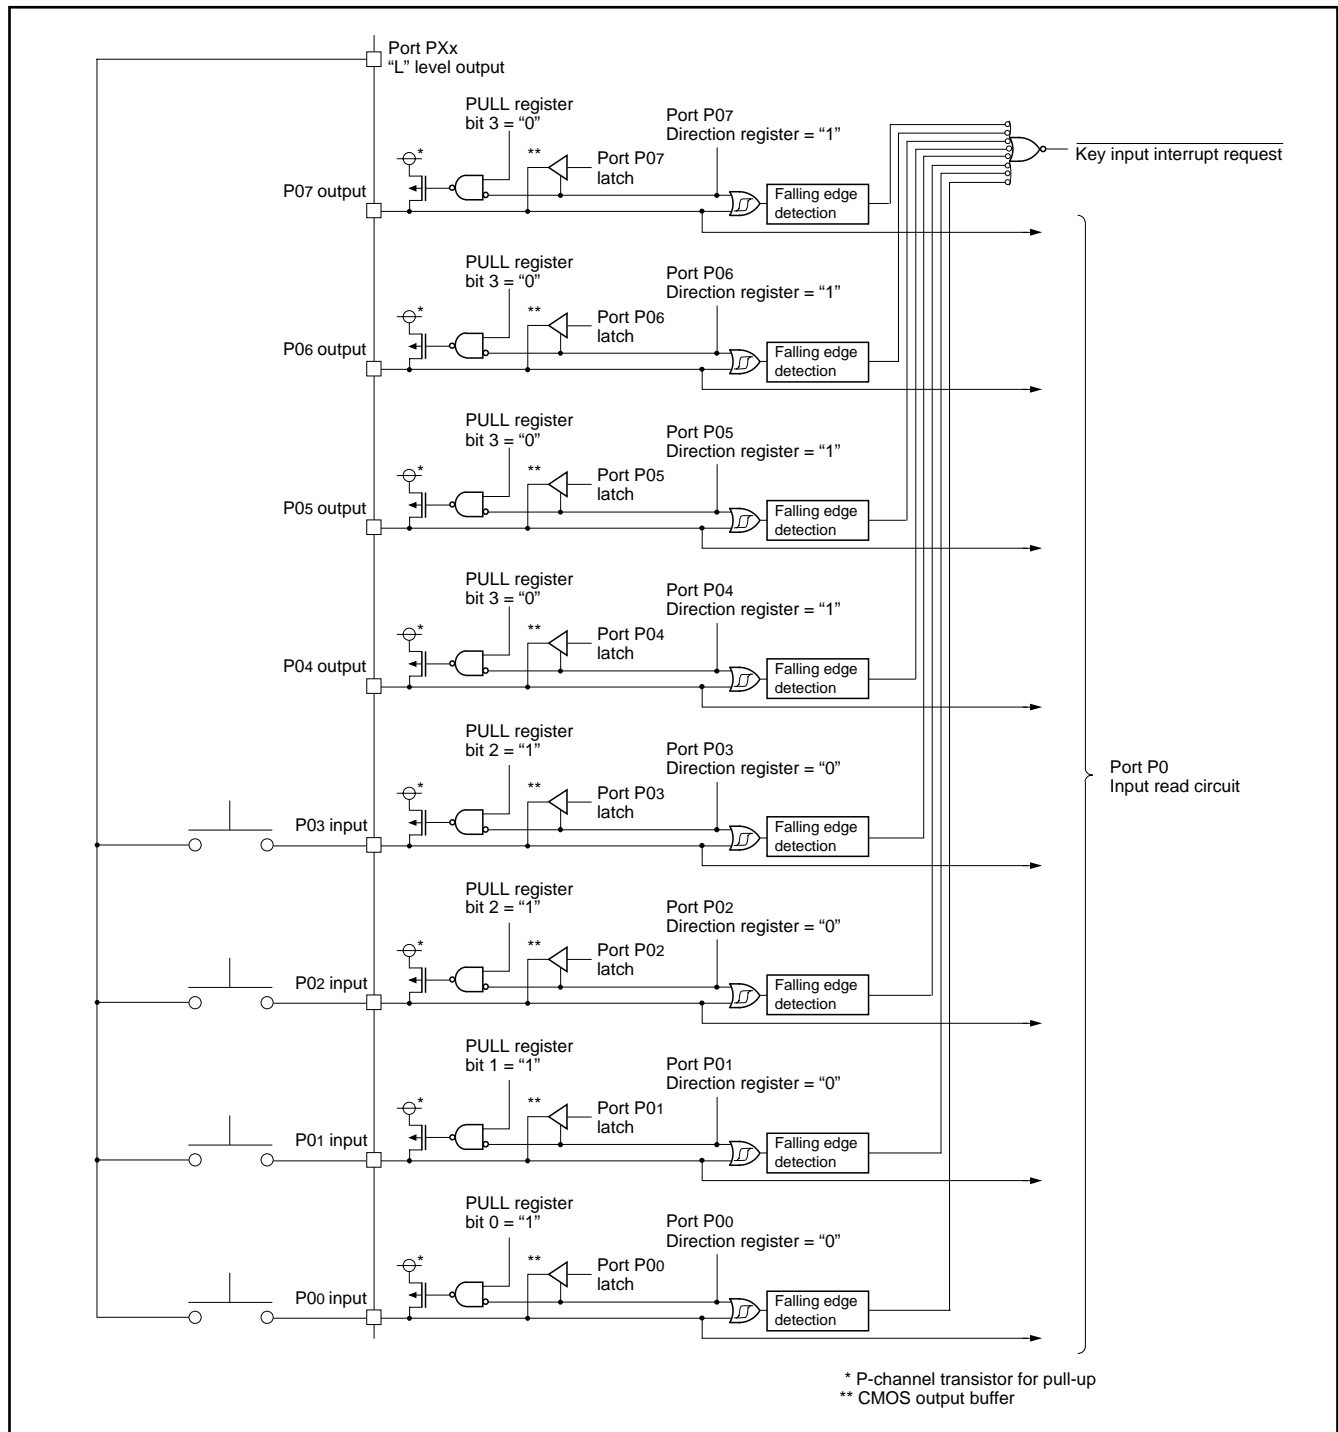 Port PXx
“L” level output
PULL register
bit 3 = “0”
Port P07
Direction register = “1”
*
**
Port P07
latch
P07 output
Falling edge
detection
Key input interrupt request
PULL register
bit 3 = “0”
Port P06
Direction register = “1”
*
**
Port P06
latch
P06 output
Falling edge
detection
PULL register
bit 3 = “0”
Port P05
Direction register = “1”
*
**
Port P05
latch
P05 output
Falling edge
detection
PULL register
bit 3 = “0”
Port P04
Direction register = “1”
*
**
Port P04
latch
P04 output
Falling edge
detection
PULL register
bit 2 = “1”
Port P03
Direction register = “0”
*
**
Port P03
latch
P03 input
Falling edge
detection
Port P0
Input read circuit
PULL register
bit 2 = “1”
Port P02
Direction register = “0”
*
**
Port P02
latch
P02 input
Falling edge
detection
PULL register
bit 1 = “1”
Port P01
Direction register = “0”
*
**
Port P01
latch
P01 input
Falling edge
detection
PULL register
bit 0 = “1”
Port P00
Direction register = “0”
*
**
Port P00
latch
P00 input
Falling edge
detection
* P-channel transistor for pull-up
** CMOS output buffer